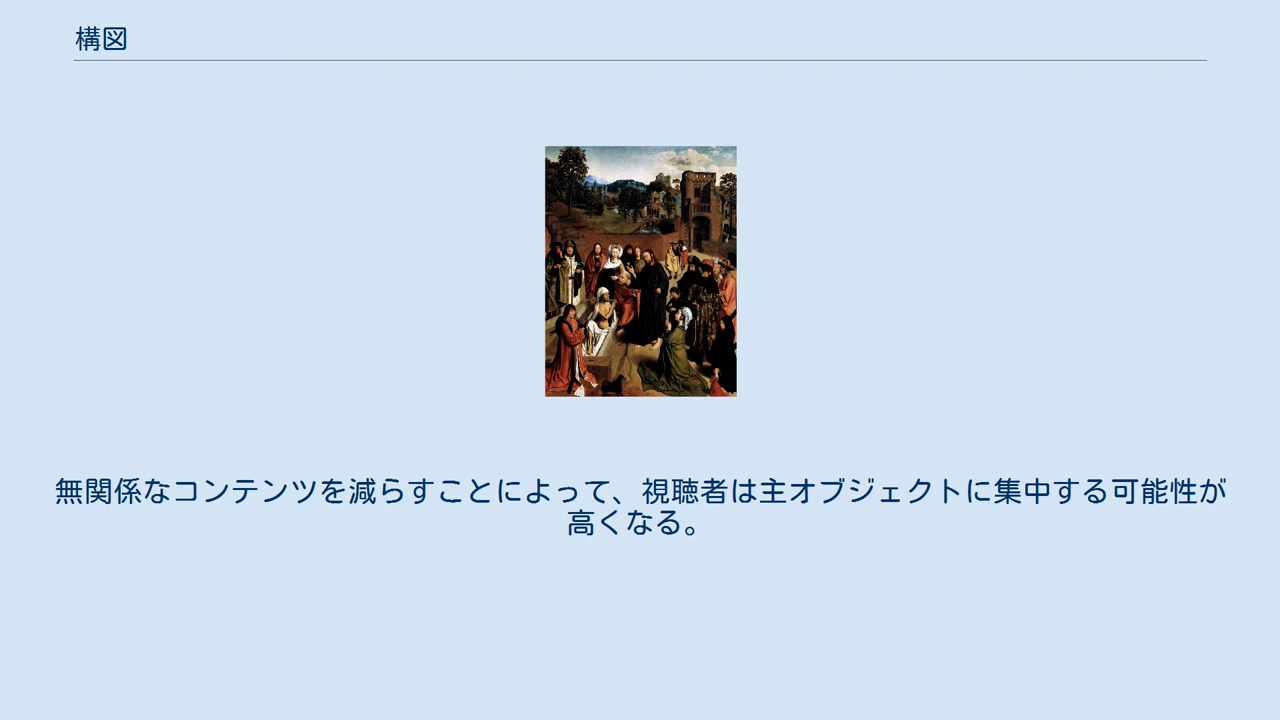 構図
無関係なコンテンツを減らすことによって、視聴者は主オブジェクトに集中する可能性が
高くなる。